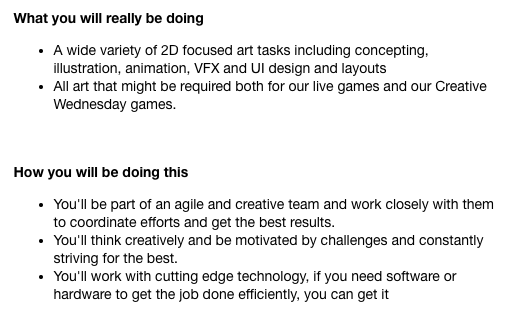 What you will really be doing
• A wide variety of 2D focused art tasks including concepting,
illustration, animation, VFX and UI design and layouts
• All art that might be required both for our live games and our Creative
Wednesday games.
How you will be doing this
• You'll be part of an agile and creative team and work closely with them
to coordinate efforts and get the best results.
• You'll think creatively and be motivated by challenges and constantly
striving for the best.
• You'll work with cutting edge technology, if you need software or
hardware to get the job done efficiently, you can get it